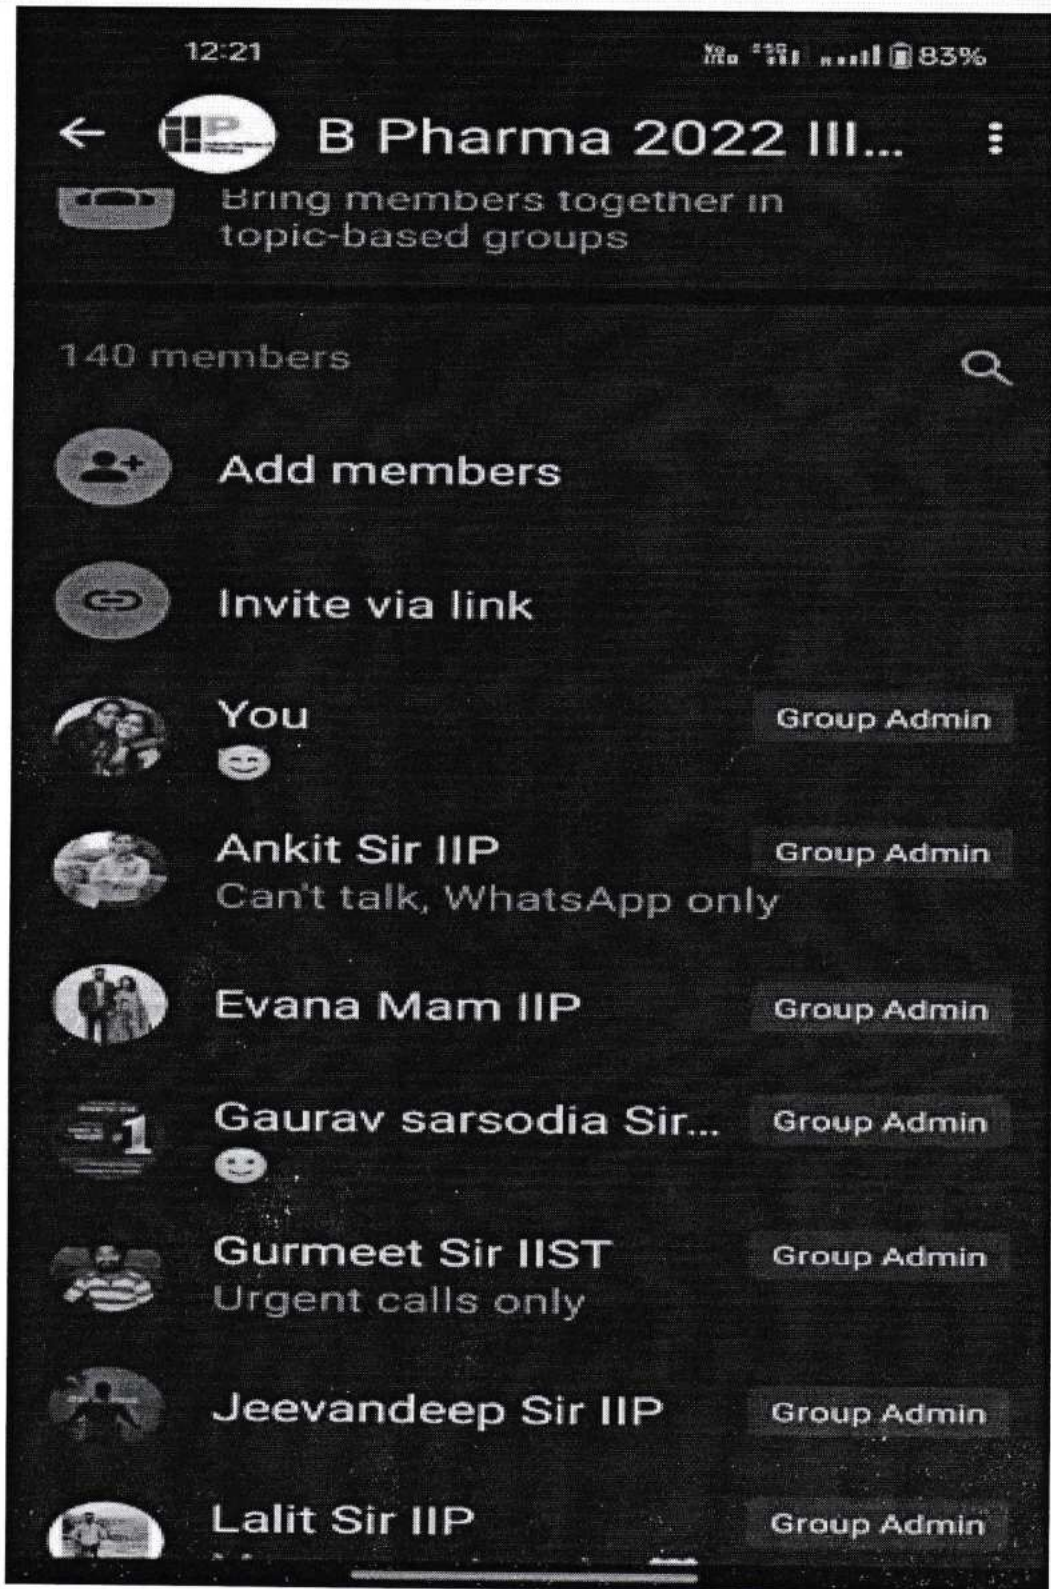 12:21
83%
B Pharma 2022 III...
Bring members together in
topic-based groups
140 members
Add members
Invite via link
You
Group Admin
Ankit Sir IIP
Group Admin
Can't talk, WhatsApp only
Evana Mam IIP
Group Admin
Gaurav sarsodia Sir...
Group Admin
1
Gurmeet Sir IIST
Group Admin
Urgent calls only
Jeevandeep Sir IIP
Group Admin
Lalit Sir IIP
Group Admin